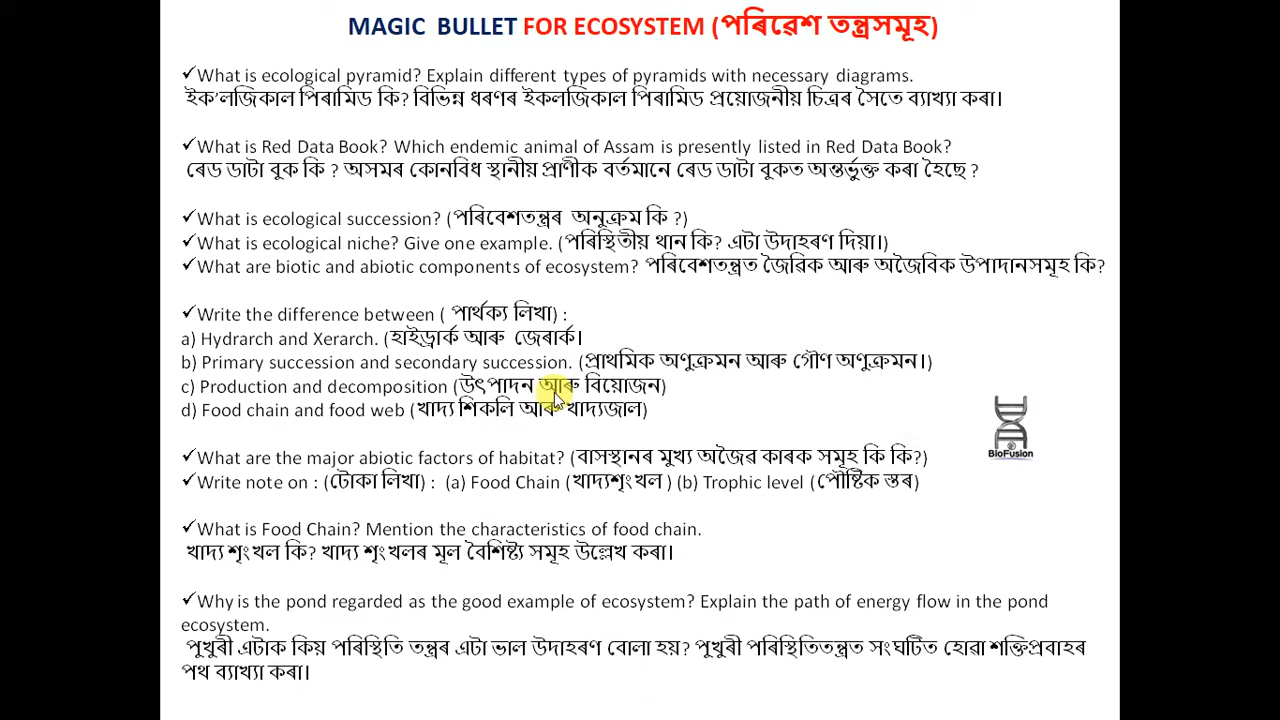 MAGIC BULLET FOR ECOSYSTEM (পৰিৱেশ তন্ত্ৰসমূহ)
✓What is ecological pyramid? Explain different types of pyramids with necessary diagrams.
ইক'লজিকাল পিৰামিড কি? বিভিন্ন ধৰণৰ ইকলজিকাল পিৰামিড প্ৰয়োজনীয় চিত্ৰৰ সৈতে ব্যাখ্যা কৰা।
✓What is Red Data Book? Which endemic animal of Assam is presently listed in Red Data Book?
ৰেড ডাটা বুক কি ? অসমৰ কোনবিধ স্থানীয় প্ৰাণীক বৰ্তমানে ৰেড ডাটা বুকত অন্তৰ্ভুক্ত কৰা হৈছে ?
✓What is ecological succession? (পৰিবেশতন্ত্ৰৰ অনুক্ৰম কি ?)
✓What is ecological niche? Give one example. (পৰিস্থিতীয় থান কি? এটা উদাহৰণ দিয়া।)
✓What are biotic and abiotic components of ecosystem? পৰিবেশতন্ত্ৰত জৈৱিক আৰু অজৈবিক উপাদানসমূহ কি?
✓Write the difference between ( পাৰ্থক্য লিখা) :
a) Hydrarch and Xerarch. (হাইড্ৰাৰ্ক আৰু জেৰাৰ্ক।
b) Primary succession and secondary succession. (প্ৰাথমিক অণুক্ৰমন আৰু গৌণ অণুক্ৰমন।)
c) Production and decomposition (উৎপাদন আৰু বিয়োজন)
d) Food chain and food web (খাদ্য শিকলি আৰু খাদ্যজাল)
✓What are the major abiotic factors of habitat? (বাসস্থানৰ মুখ্য অজৈৱ কাৰক সমূহ কি কি?)
✓Write note on : (টোকা লিখা) : (a) Food Chain (খাদ্যশৃংখল ) (b) Trophic level (পৌষ্টিক স্তৰ)
BioFusion
✓What is Food Chain? Mention the characteristics of food chain.
খাদ্য শৃংখল কি? খাদ্য শৃংখলৰ মূল বৈশিষ্ট্য সমূহ উল্লেখ কৰা।
✓Why is the pond regarded as the good example of ecosystem? Explain the path of energy flow in the pond
ecosystem.
পুখুৰী এটাক কিয় পৰিস্থিতি তন্ত্ৰৰ এটা ভাল উদাহৰণ বোলা হয়? পুখুৰী পৰিস্থিতিতন্ত্ৰত সংঘটিত হোৱা শক্তিপ্ৰবাহৰ
পথ ব্যাখ্যা কৰা।